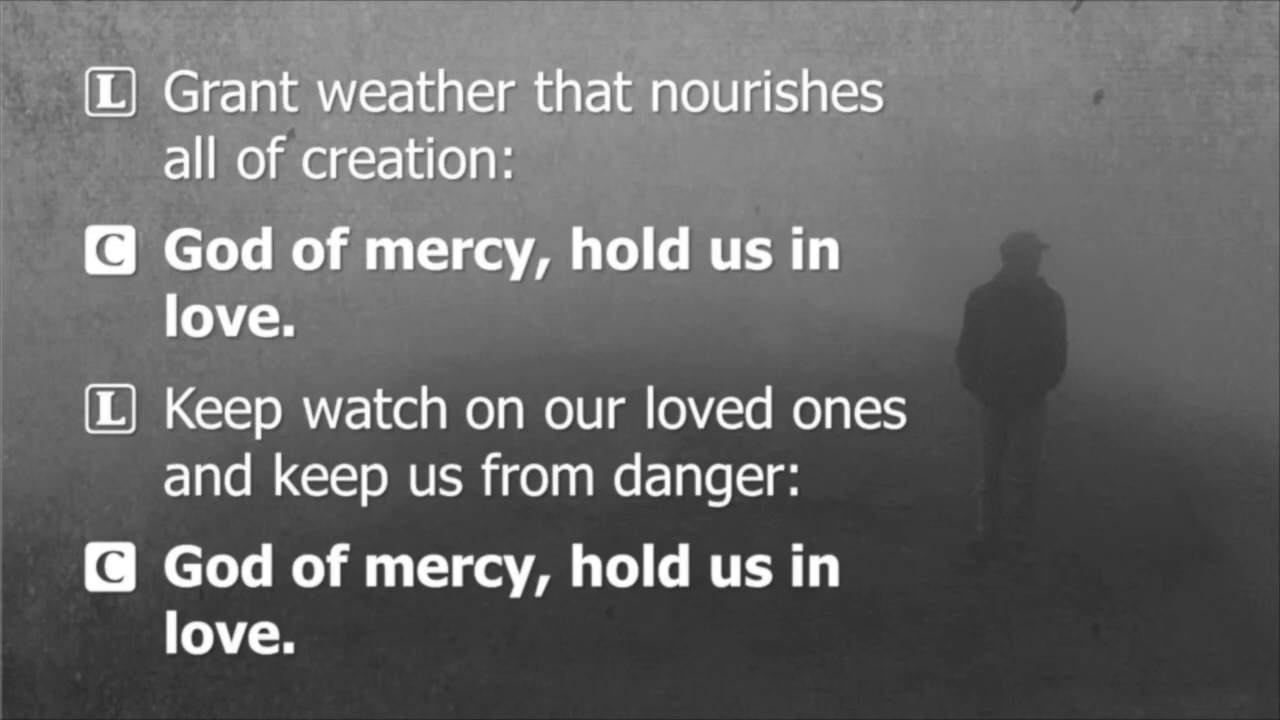 L Grant weather that nourishes
all of creation:
C God of mercy, hold us in
love.
L Keep watch on our loved ones
and keep us from danger:
C God of mercy, hold us in
love.